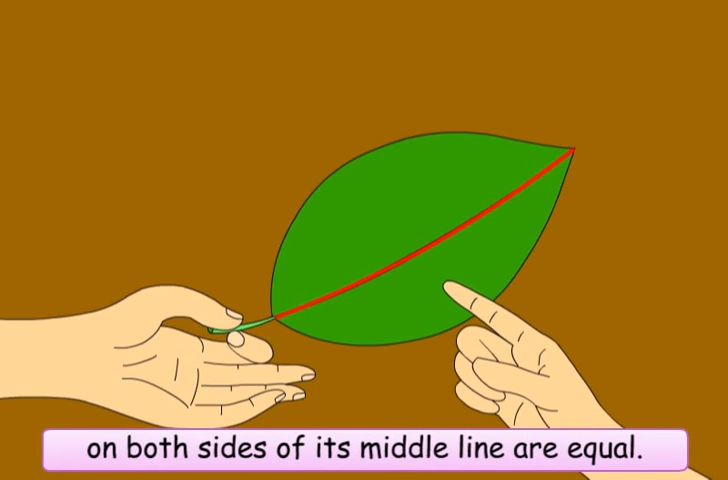 on both sides of its middle line are equal.